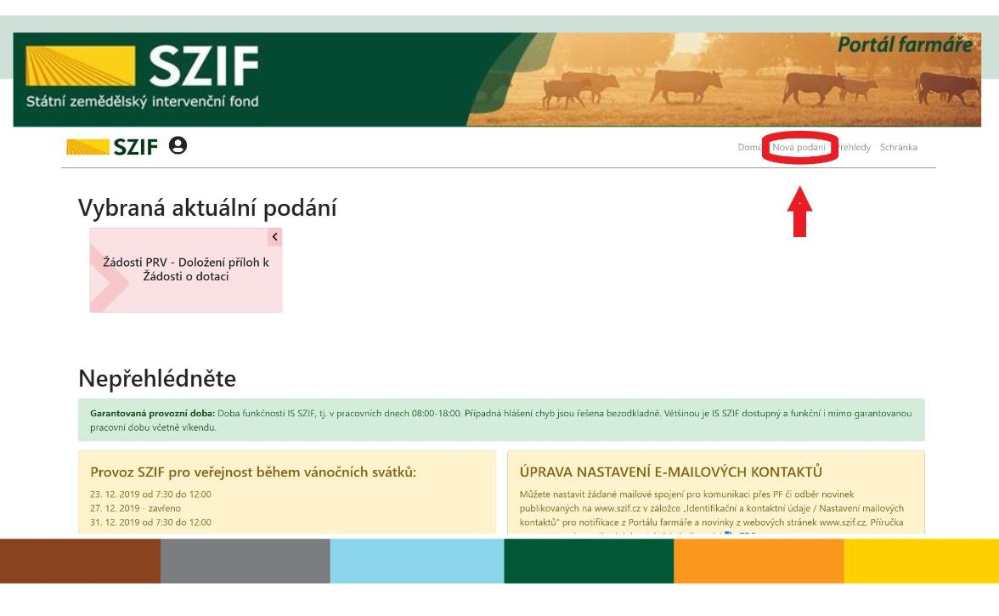 Portál farmáře
SZIF
Státní zemědělský intervenční fond
SZIF
Domů Nová podání Přehledy Schránka
Vybraná aktuální podání
Žádosti PRV - Doložení příloh k
Žádosti o dotaci
Nepřehlédněte
Garantovaná provozní doba: Doba funkčnosti IS SZIF, tj. v pracovních dnech 08:00-18:00. Případná hlášení chyb jsou řešena bezodkladně. Většinou je IS SZIF dostupný a funkční i mimo garantovanou
pracovní dobu včetně víkendu.
Provoz SZIF pro veřejnost během vánočních svátků:
23. 12. 2019 od 7:30 do 12:00
27. 12. 2019 - zavřeno
31. 12. 2019 od 7:30 do 12:00
ÚPRAVA NASTAVENÍ E-MAILOVÝCH KONTAKTŮ
Můžete nastavit žádané mailové spojení pro komunikaci přes PF či odběr novinek
publikovaných na www.szif.cz v záložce „Identifikační a kontaktní údaje / Nastavení mailových
kontaktů" pro notifikace z Portálu farmáře a novinky z webových stránek www.szif.cz. Příručka